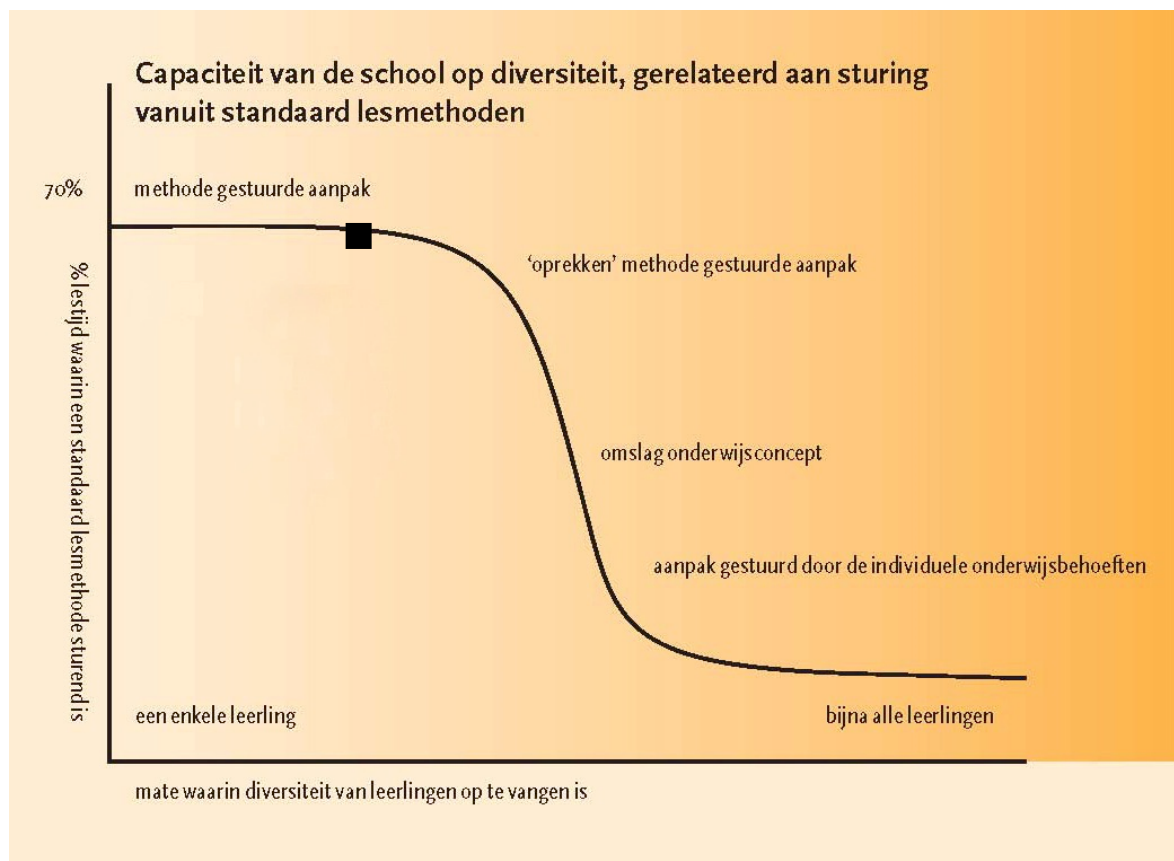 Capaciteit van de school op diversiteit, gerelateerd aan sturing
vanuit standaard lesmethoden
70%
methode gestuurde aanpak
'oprekken' methode gestuurde aanpak
% lestijd waarin een standaard lesmethode sturend is
omslag onderwijsconcept
aanpak gestuurd door de individuele onderwijsbehoeften
een enkele leerling
bijna alle leerlingen
mate waarin diversiteit van leerlingen op te vangen is